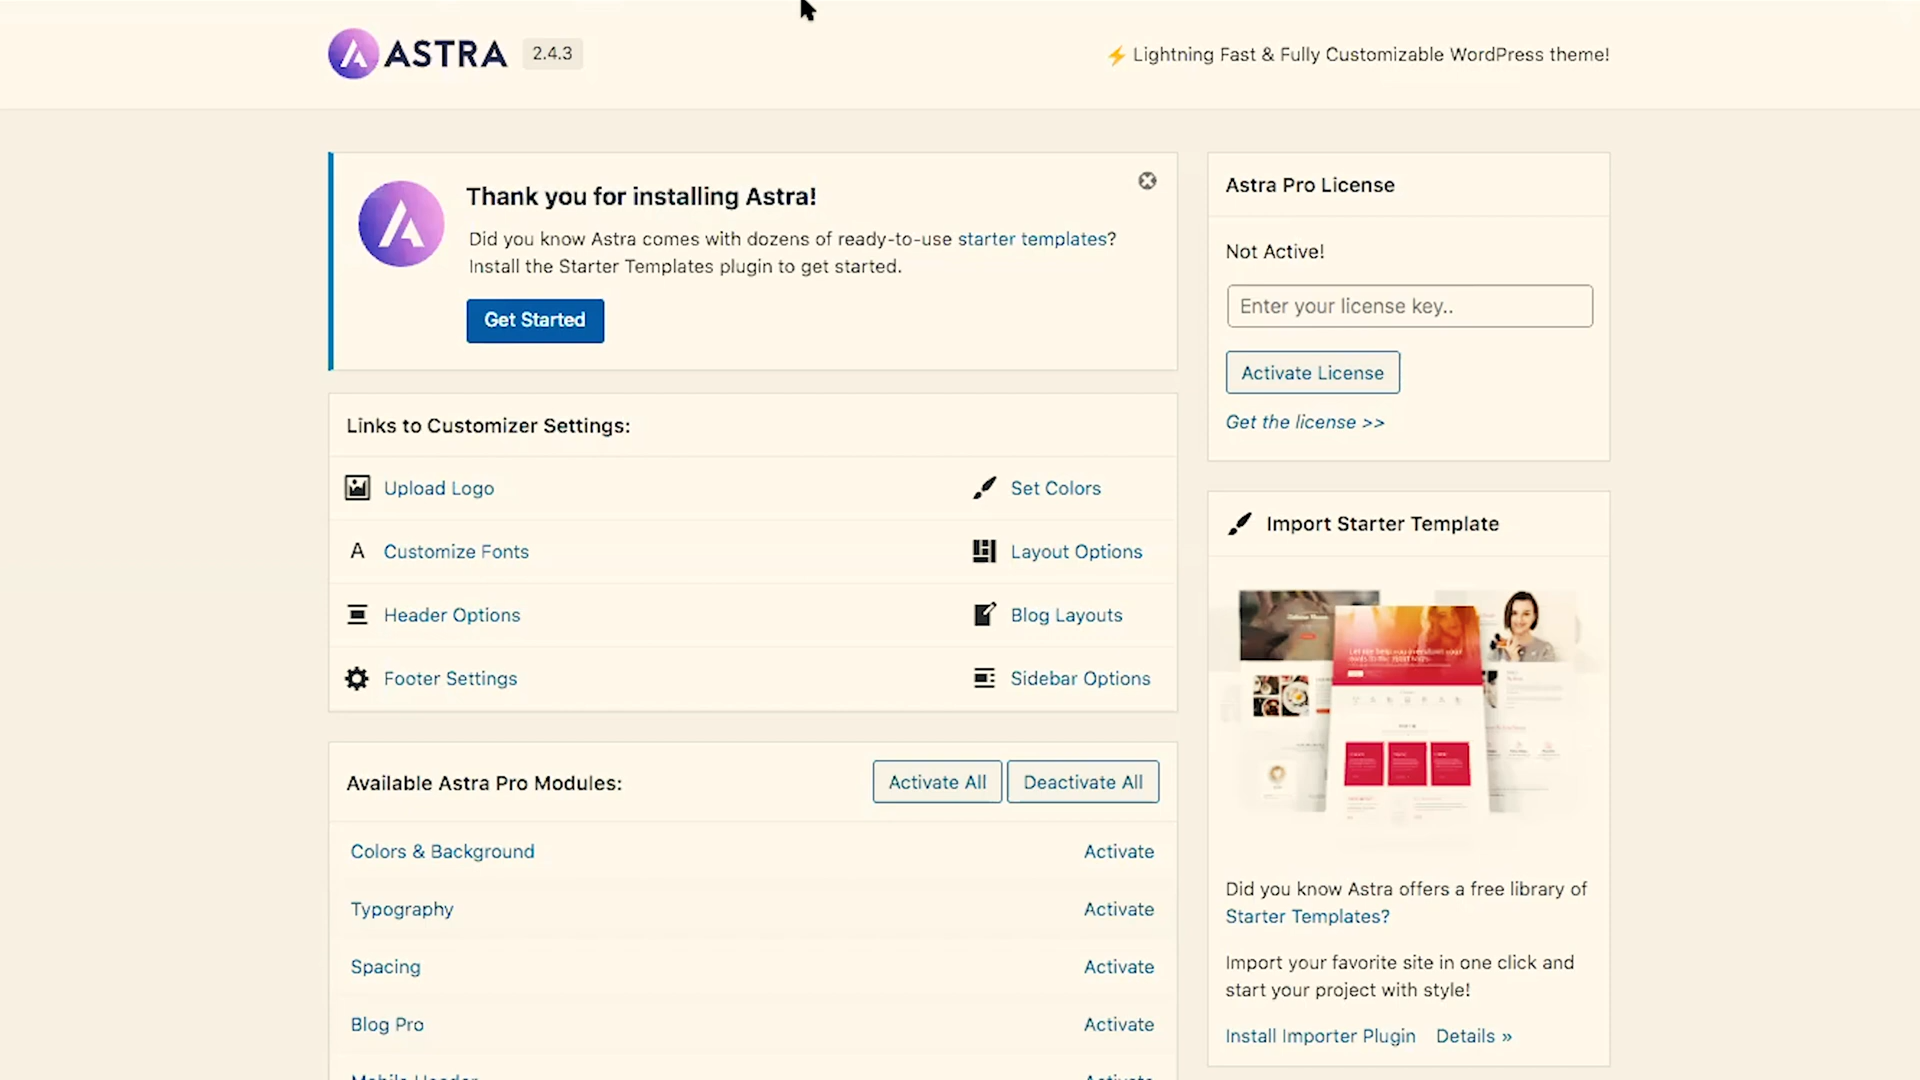 ASTRA 2.4.3
⚡ Lightning Fast & Fully Customizable WordPress theme!
Thank you for installing Astra!
Did you know Astra comes with dozens of ready-to-use starter templates?
Install the Starter Templates plugin to get started.
Get Started
Links to Customizer Settings:
Upload Logo
Set Colors
Customize Fonts
Layout Options
Header Options
Blog Layouts
Footer Settings
Sidebar Options
Available Astra Pro Modules:
Activate All
Deactivate All
Colors & Background
Activate
Typography
Activate
Spacing
Activate
Blog Pro
Activate
Mobile Header
Activate
Astra Pro License
Not Active!
Enter your license key..
Activate License
Get the license >>
Import Starter Template
Did you know Astra offers a free library of
Starter Templates?
Import your favorite site in one click and
start your project with style!
Install Importer Plugin Details »